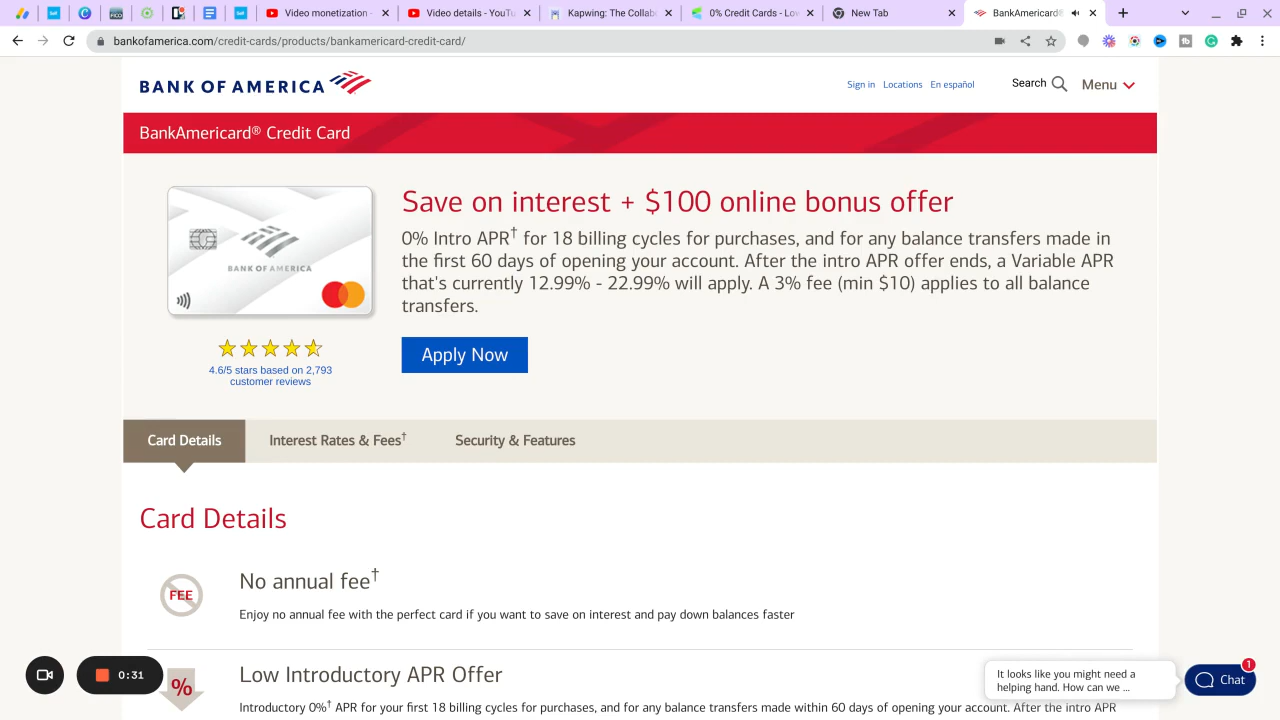 Video monetization -
Video details - YouTu
Kapwing: The Collab
0% Credit Cards - Lov
New Tab
BankAmericard®
bankofamerica.com/credit-cards/products/bankamericard-credit-card/
BANK OF AMERICA
Sign in Locations En español
Search
Menu
BankAmericard® Credit Card
BANK OF AMERICA
Save on interest + $100 online bonus offer
0% Intro APR† for 18 billing cycles for purchases, and for any balance transfers made in
the first 60 days of opening your account. After the intro APR offer ends, a Variable APR
that's currently 12.99% - 22.99% will apply. A 3% fee (min $10) applies to all balance
transfers.
4.6/5 stars based on 2,793
customer reviews
Apply Now
Card Details Interest Rates & Fees† Security & Features
Card Details
FEE
No annual fee†
Enjoy no annual fee with the perfect card if you want to save on interest and pay down balances faster
%
Low Introductory APR Offer
Introductory 0%† APR for your first 18 billing cycles for purchases, and for any balance transfers made within 60 days of opening your account. After the intro APR
0:31
It looks like you might need a
helping hand. How can we ...
Chat
1